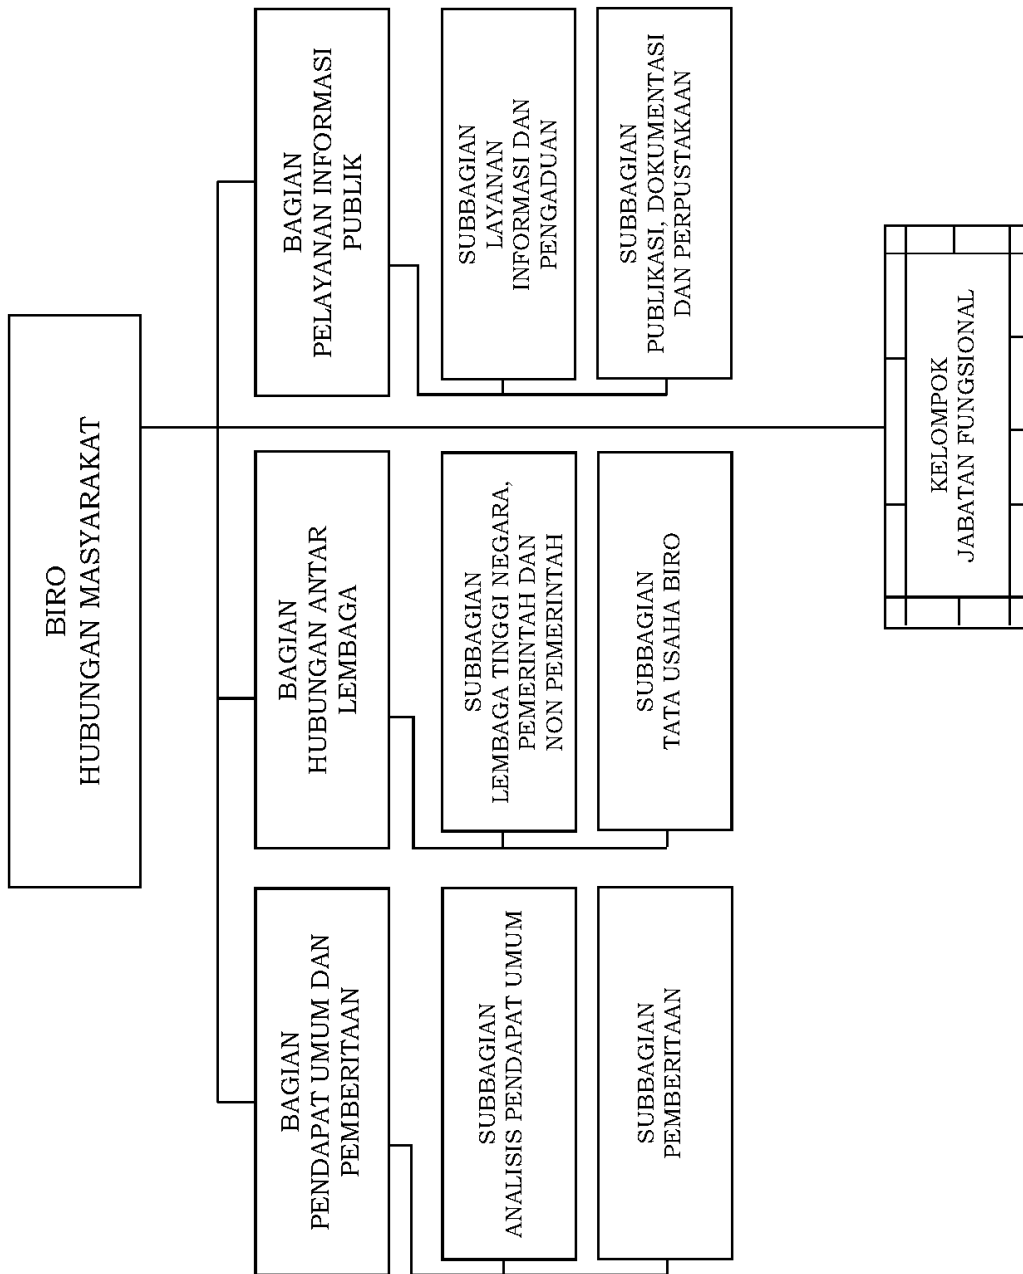 BIRO
HUBUNGAN MASYARAKAT
BAGIAN
PENDAPAT UMUM DAN
PEMBERITAAN
BAGIAN
HUBUNGAN ANTAR
LEMBAGA
BAGIAN
PELAYANAN INFORMASI
PUBLIK
SUBBAGIAN
ANALISIS PENDAPAT UMUM
SUBBAGIAN
LEMBAGA TINGGI NEGARA,
PEMERINTAH DAN
NON PEMERINTAH
SUBBAGIAN
LAYANAN
INFORMASI DAN
PENGADUAN
SUBBAGIAN
PEMBERITAAN
SUBBAGIAN
TATA USAHA BIRO
SUBBAGIAN
PUBLIKASI, DOKUMENTASI
DAN PERPUSTAKAAN
KELOMPOK
JABATAN FUNGSIONAL